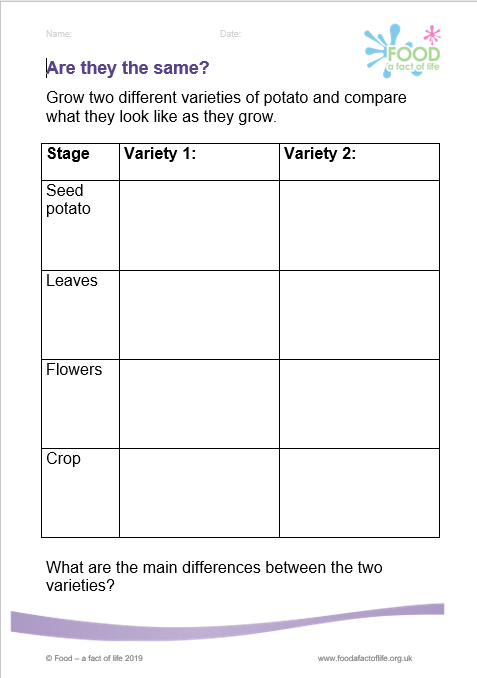 Name:
Date:
FOOD
a fact of life
Are they the same?
Grow two different varieties of potato and compare
what they look like as they grow.
Stage
Variety 1:
Variety 2:
Seed
potato
Leaves
Flowers
Crop
What are the main differences between the two
varieties?
© Food – a fact of life 2019
www.foodafactoflife.org.uk